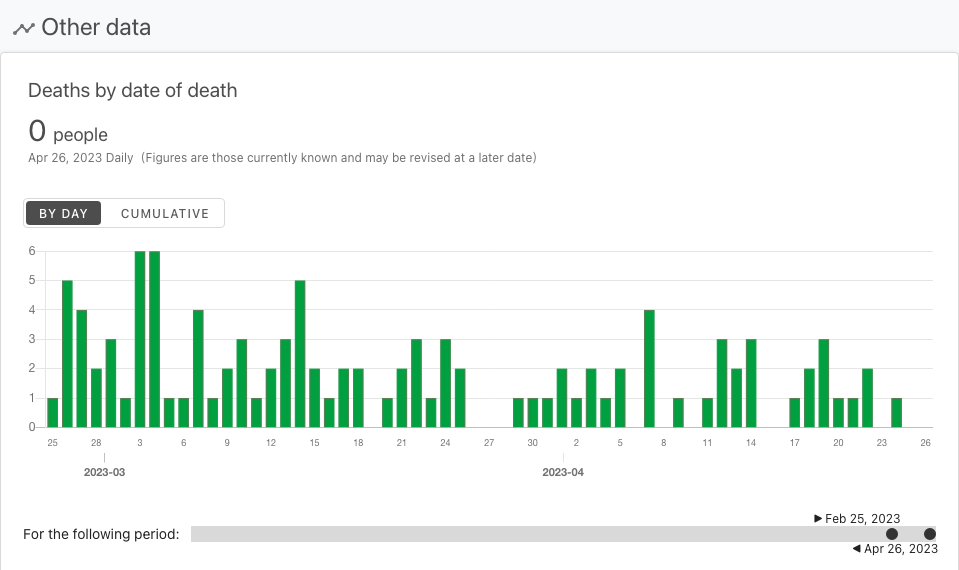 Other data
Deaths by date of death
0 people
Apr 26, 2023 Daily (Figures are those currently known and may be revised at a later date)
BY DAY CUMULATIVE
6
5
4
3
2
1
0
25 28 3 6 9 12 15 18 21 24 27 30 2 5 8 11 14 17 20 23 26
2023-03 2023-04
▶ Feb 25, 2023
For the following period:
◀ Apr 26, 2023